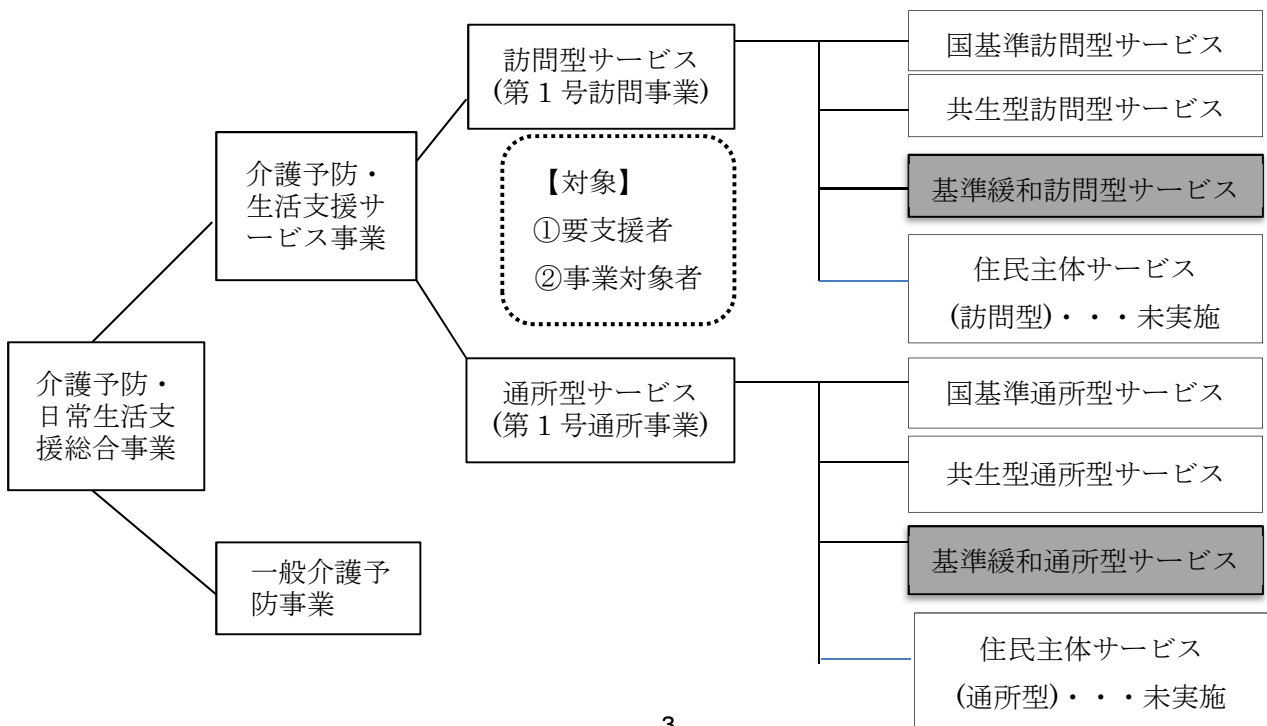 介護予防・
日常生活支
援総合事業
介護予防・
生活支援サ
ービス事業
一般介護予
防事業
訪問型サービス
(第１号訪問事業)
【対象】
①要支援者
②事業対象者
通所型サービス
(第１号通所事業)
国基準訪問型サービス
共生型訪問型サービス
基準緩和訪問型サービス
住民主体サービス
(訪問型)・・・未実施
国基準通所型サービス
共生型通所型サービス
基準緩和通所型サービス
住民主体サービス
(通所型)・・・未実施
3